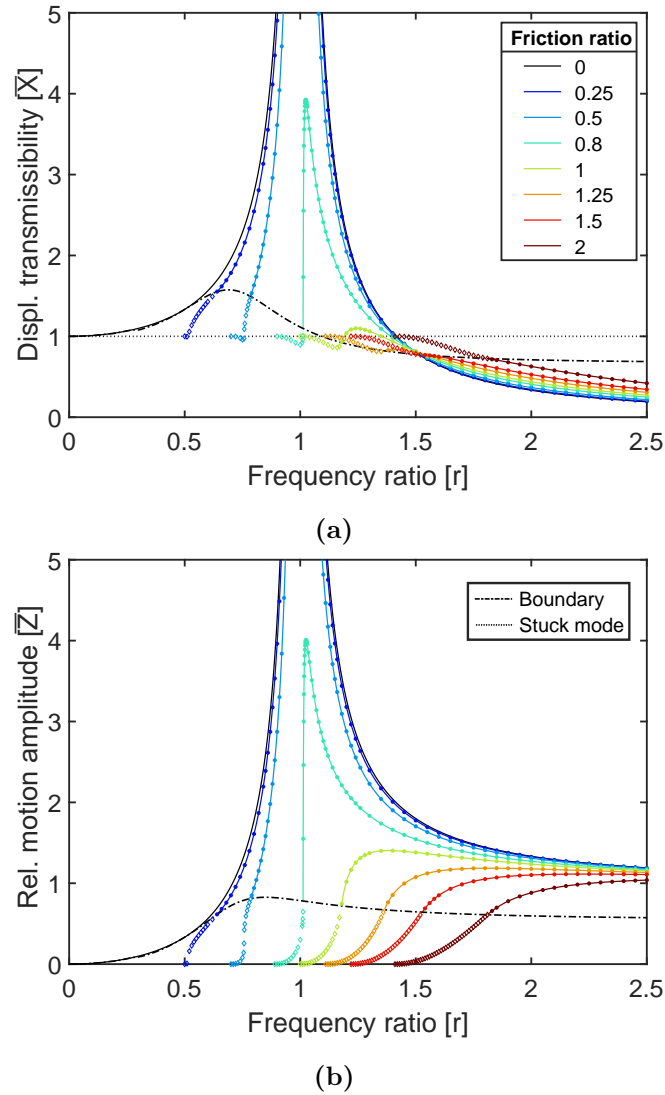 5
4
3
2
1
0
Displ. transmissibility [X̅]
Friction ratio
0
0.25
0.5
0.8
1
1.25
1.5
2
0 0.5 1 1.5 2 2.5
Frequency ratio [r]
(a)
5
4
3
2
1
0
Rel. motion amplitude [Z̅]
Boundary
Stuck mode
0 0.5 1 1.5 2 2.5
Frequency ratio [r]
(b)